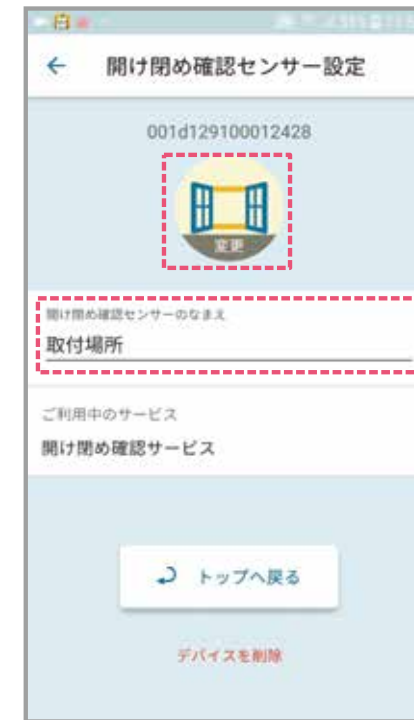 ← 開け閉め確認センサー設定
001d129100012428
変更
開け閉め確認センサーのなまえ
取付場所
ご利用中のサービス
開け閉め確認サービス
トップへ戻る
デバイスを削除